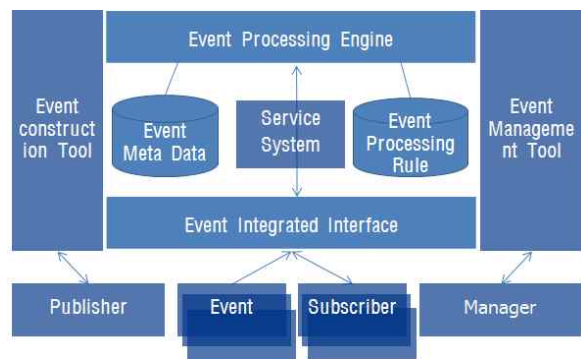 Event Processing Engine
Event
construct
ion Tool
Event
Meta Data
Service
System
Event
Processing
Rule
Event
Manageme
nt Tool
Event Integrated Interface
Publisher
Event
Subscriber
Manager